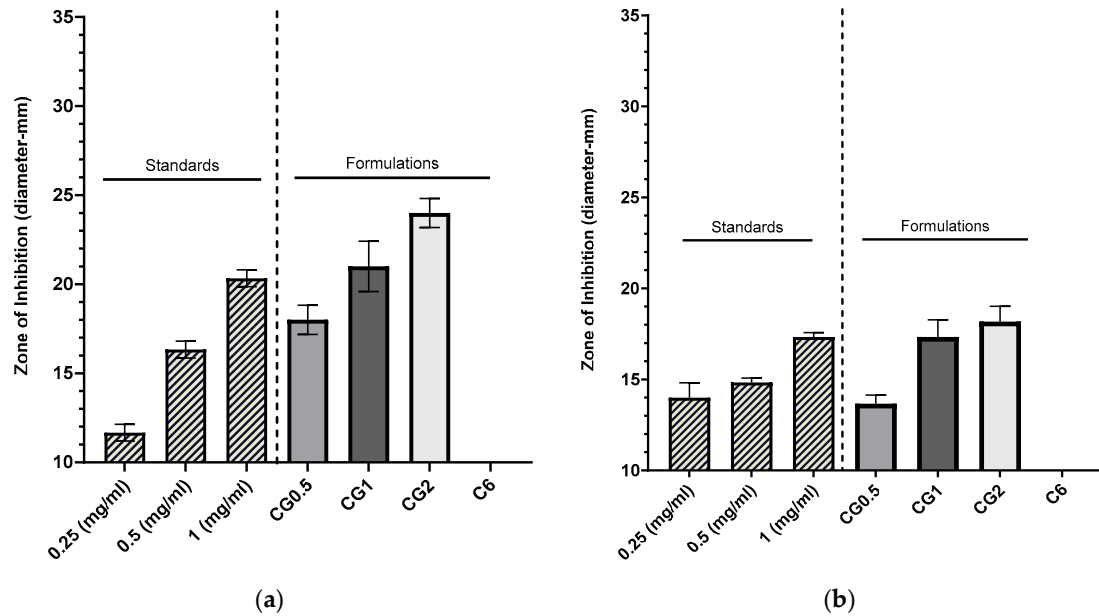 35
30
25
20
15
10
Zone of Inhibition (diameter-mm)
Standards
Formulations
0.25 (mg/ml)
0.5 (mg/ml)
1 (mg/ml)
CG0.5
CG1
CG2
C6
(a)
35
30
25
20
15
10
Zone of Inhibition (diameter-mm)
Standards
Formulations
0.25 (mg/ml)
0.5 (mg/ml)
1 (mg/ml)
CG0.5
CG1
CG2
C6
(b)